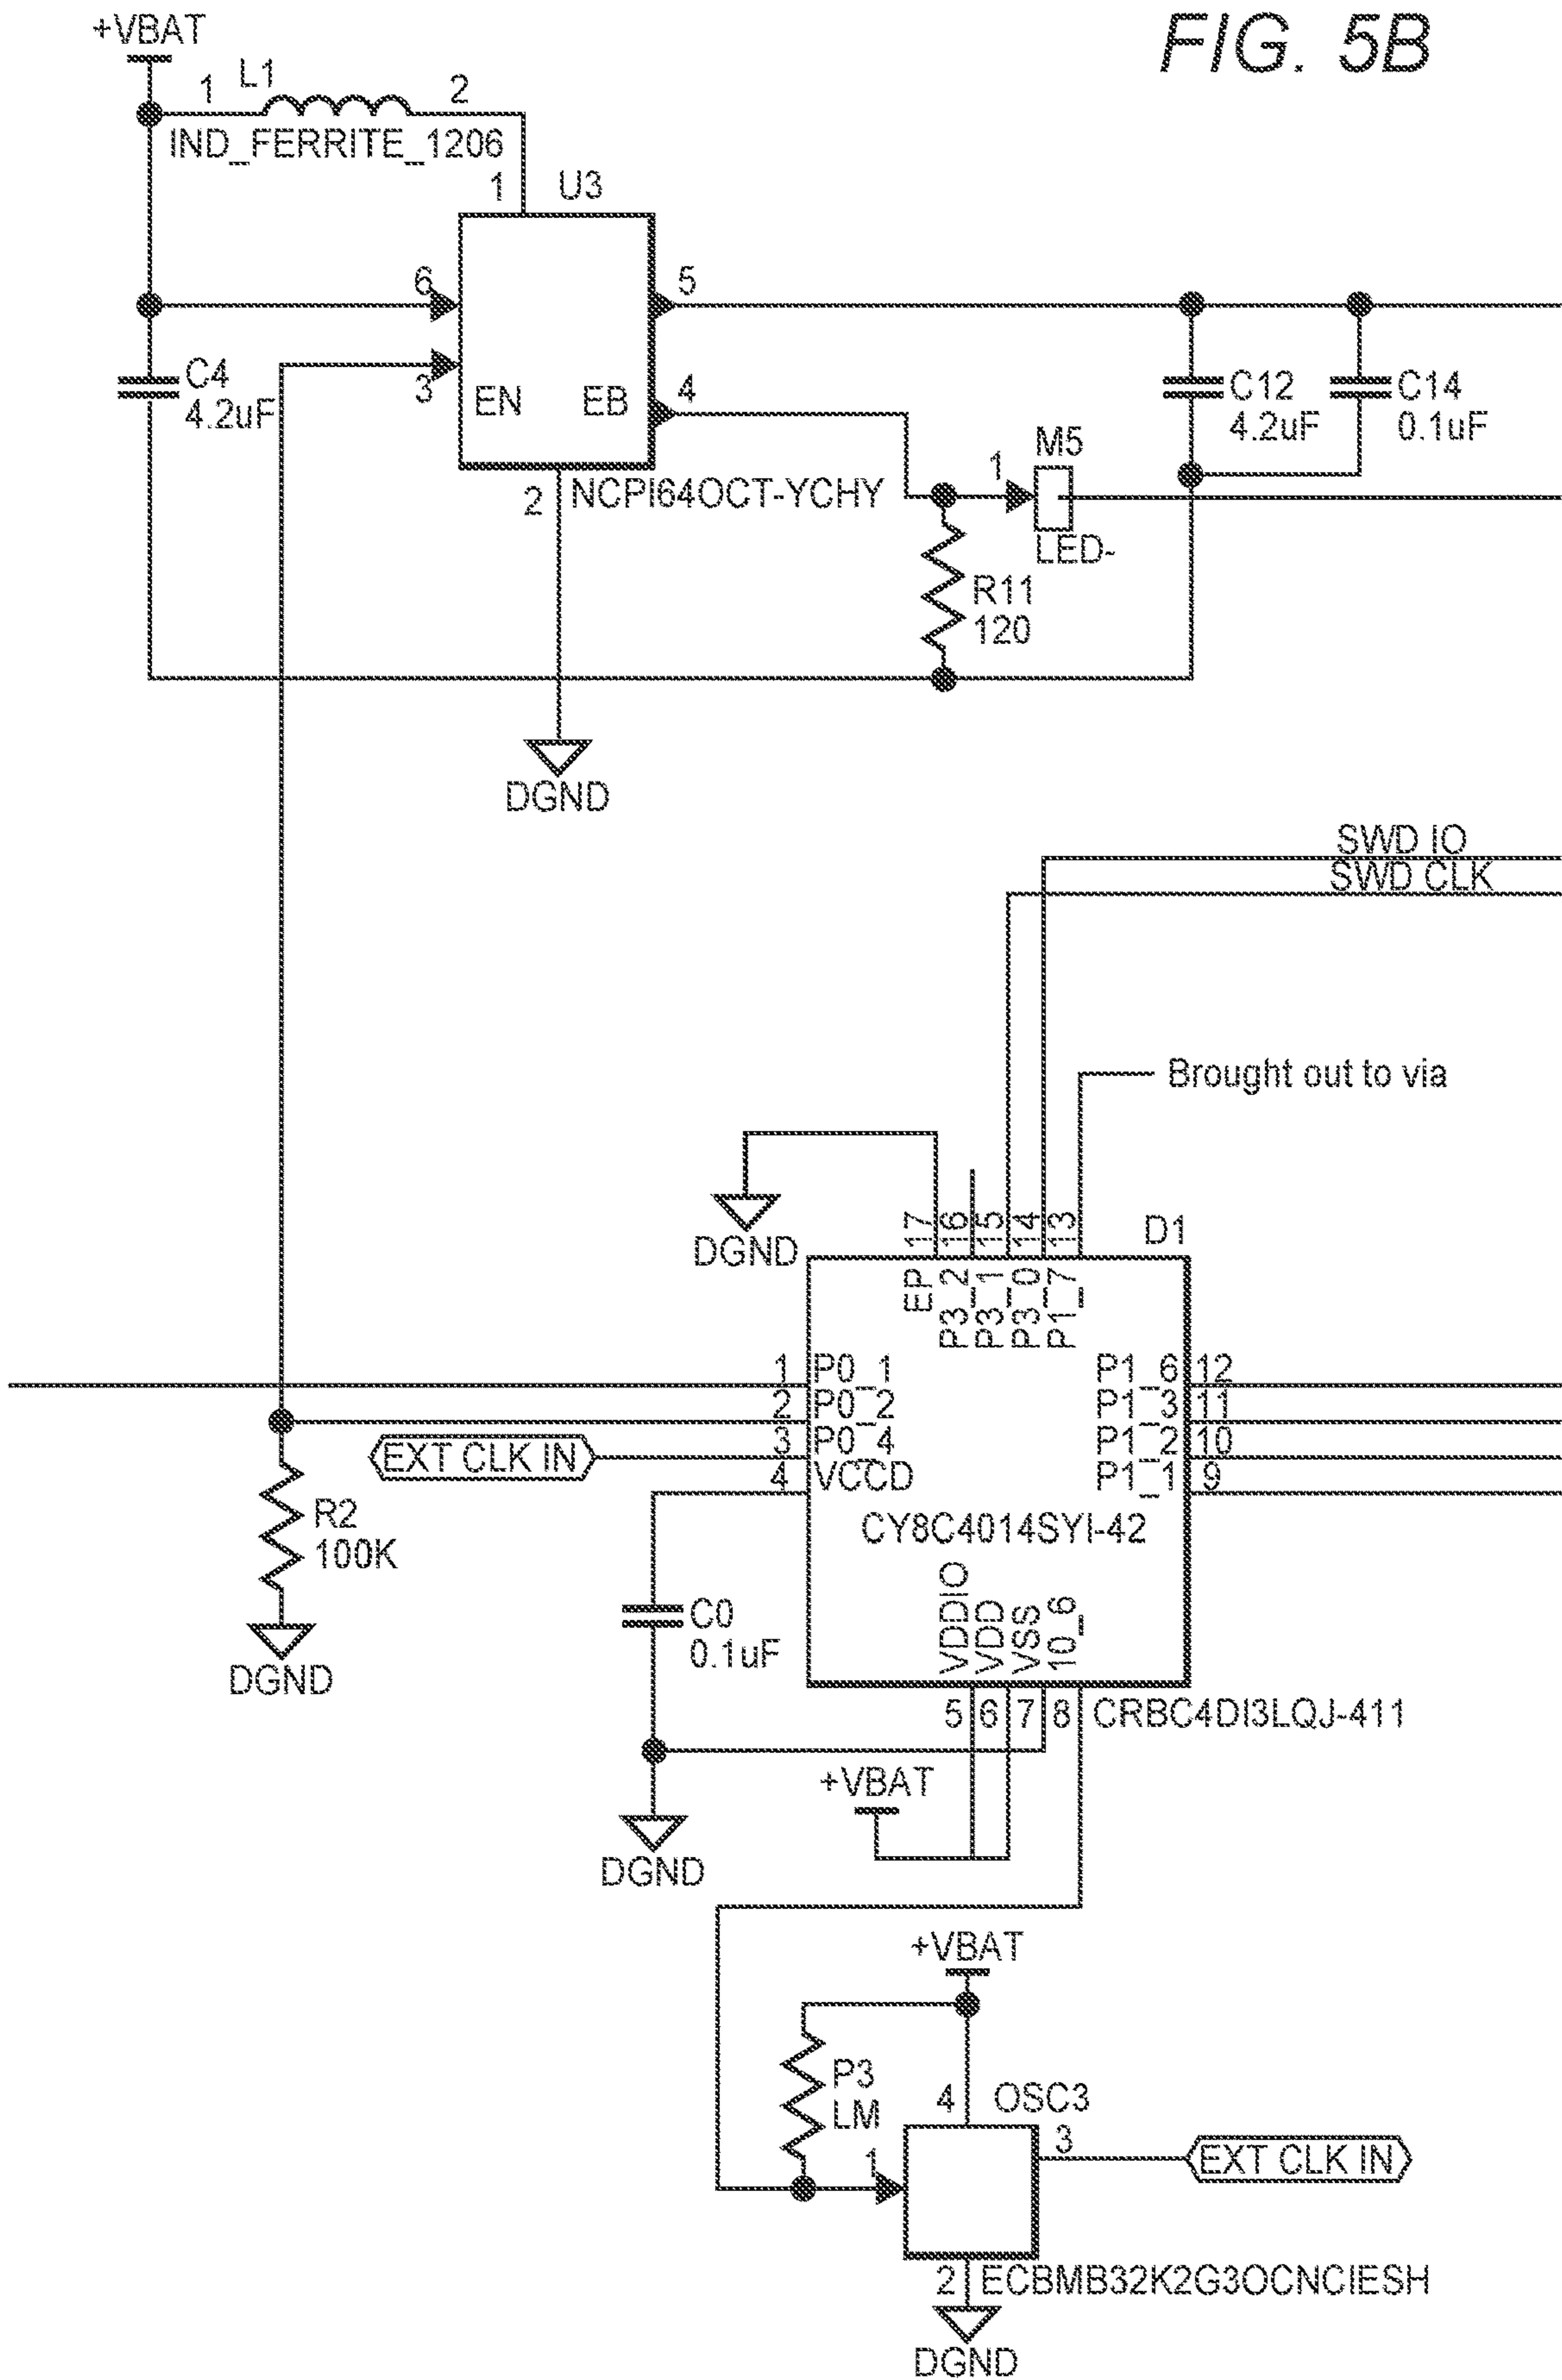 FIG. 5B
+VBAT
1 L1 2
IND_FERRITE_1206
1 U3
6 5
3 C4
4.2uF
EN EB 4
C12
4.2uF
C14
0.1uF
M5
1
LED-
2 NCPI64OCT-YCHY
R11
120
DGND
SWD IO
SWD CLK
Brought out to via
DGND
17 16 15 14 13
D1
EP P3_2 P3_1 P3_0 P1_7
1 P0_1 P1_6 12
2 P0_2 P1_3 11
EXT CLK IN 3 P0_4 P1_2 10
4 VCCD P1_1 9
CY8C4014SYI-42
R2
100K
DGND
C0
0.1uF
VDDIO VDD VSS 10_6
5 6 7 8 CRBC4DI3LQJ-411
+VBAT
DGND
+VBAT
P3
LM
4 OSC3
3
1
EXT CLK IN
2 ECBMB32K2G3OCNCIESH
DGND